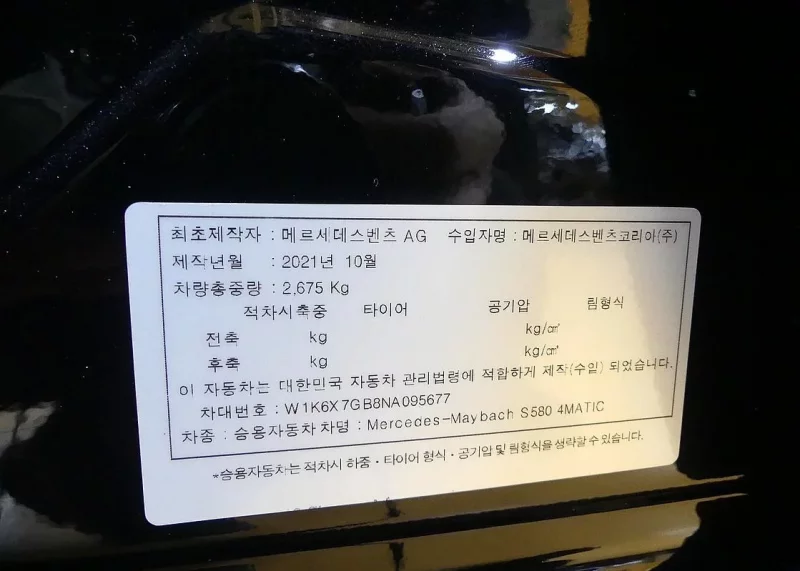 최초제작자 : 메르세데스벤츠 AG 수입자명 : 메르세데스벤츠코리아(주)
제작년월 : 2021년 10월
차량총중량 : 2,675 Kg
적차시축중 타이어 공기압 림형식
전축 kg kg/㎠
후축 kg kg/㎠
이 자동차는 대한민국 자동차 관리법령에 적합하게 제작(수입) 되었습니다.
차대번호 : W1K6X7GB8NA095677
차종 : 승용자동차 차명 : Mercedes-Maybach S580 4MATIC
*승용자동차는 적차시 하중·타이어 형식·공기압 및 림형식을 생략할 수 있습니다.